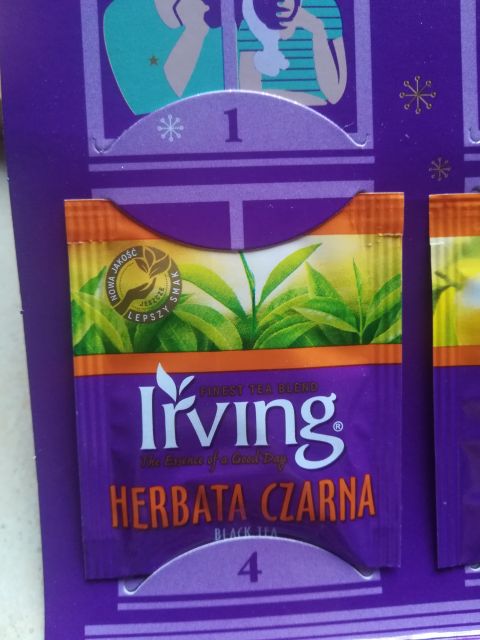 1
NOWA JAKOŚĆ
JESZCZE
LEPSZY SMAK
FINEST TEA BLEND
Irving®
The Essence of a Good Day
HERBATA CZARNA
BLACK TEA
4